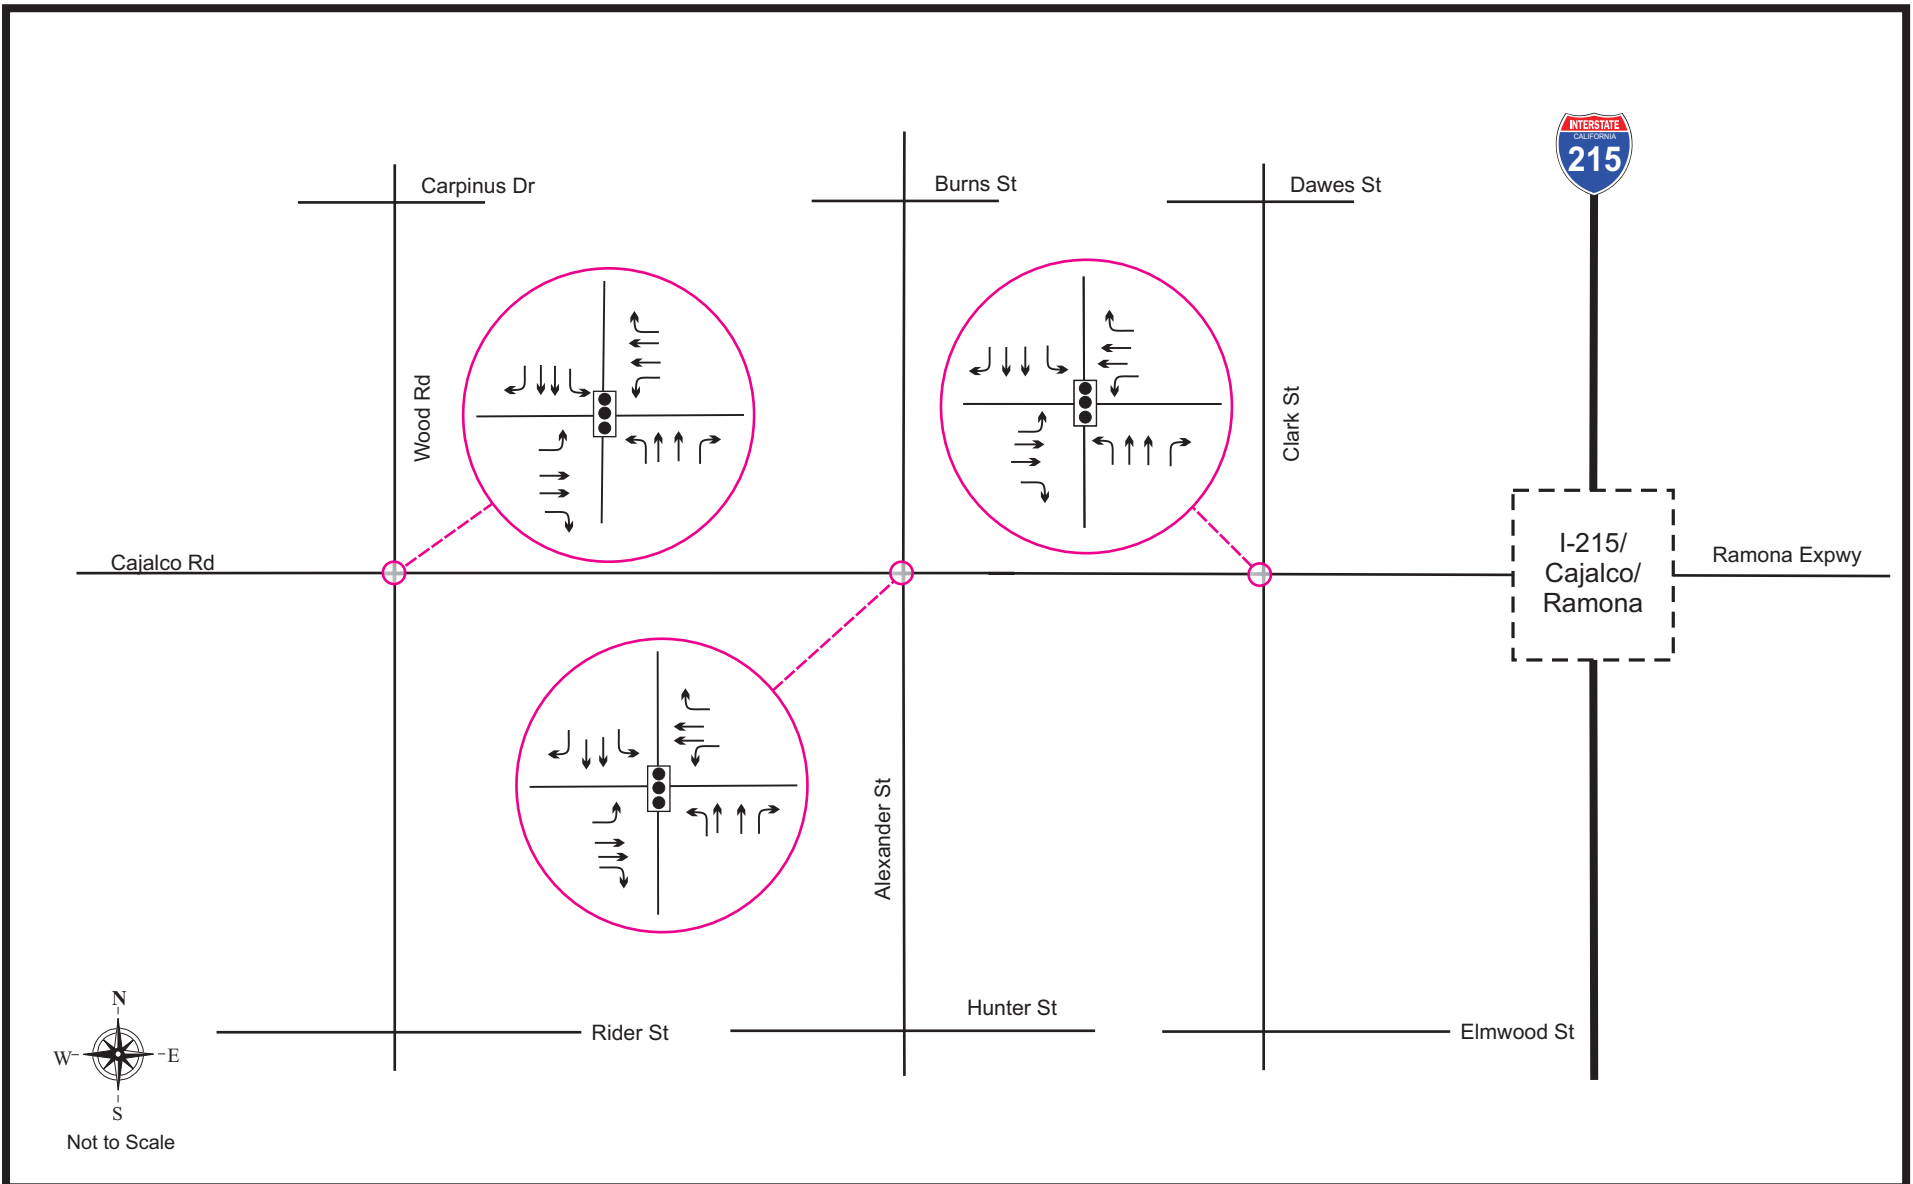 INTERSTATE
CALIFORNIA
215
Carpinus Dr
Burns St
Dawes St
Wood Rd
Clark St
Cajalco Rd
I-215/
Cajalco/
Ramona
Ramona Expwy
Alexander St
Rider St
Hunter St
Elmwood St
N
W
E
S
Not to Scale